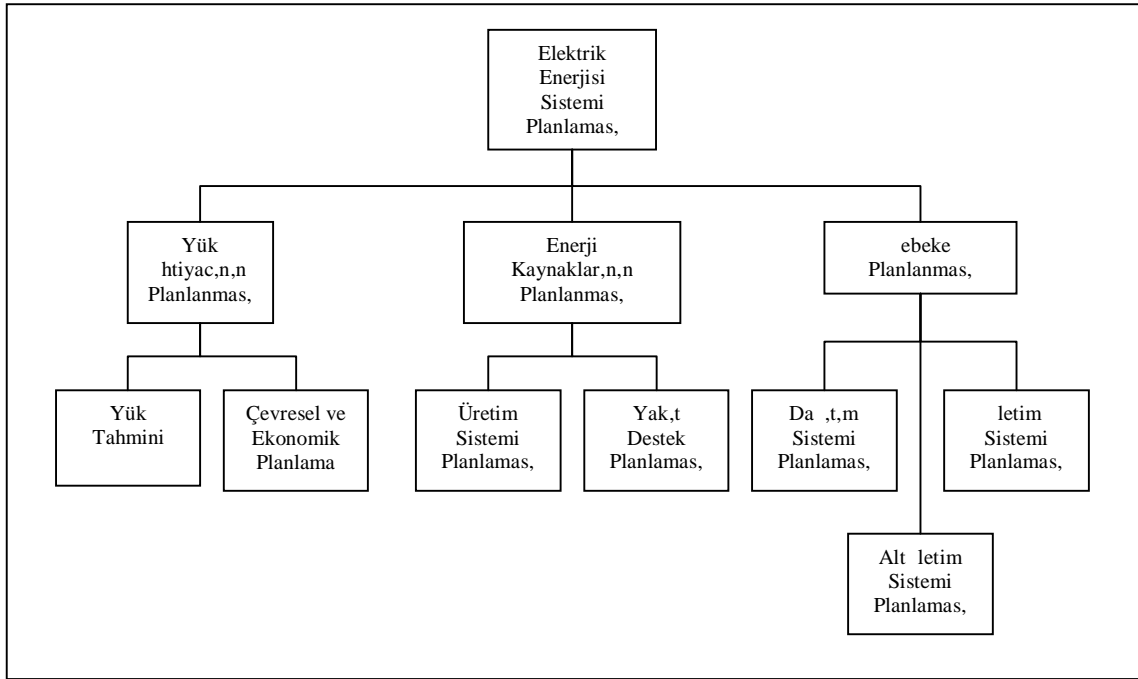 Elektrik
Enerjisi
Sistemi
Planlamas,
Yük
htiyac,n,n
Planlanmas,
Enerji
Kaynaklar,n,n
Planlanmas,
ebeke
Planlanmas,
Yük
Tahmini
Çevresel ve
Ekonomik
Planlama
Üretim
Sistemi
Planlamas,
Yak,t
Destek
Planlamas,
Da ,t,m
Sistemi
Planlamas,
letim
Sistemi
Planlamas,
Alt letim
Sistemi
Planlamas,